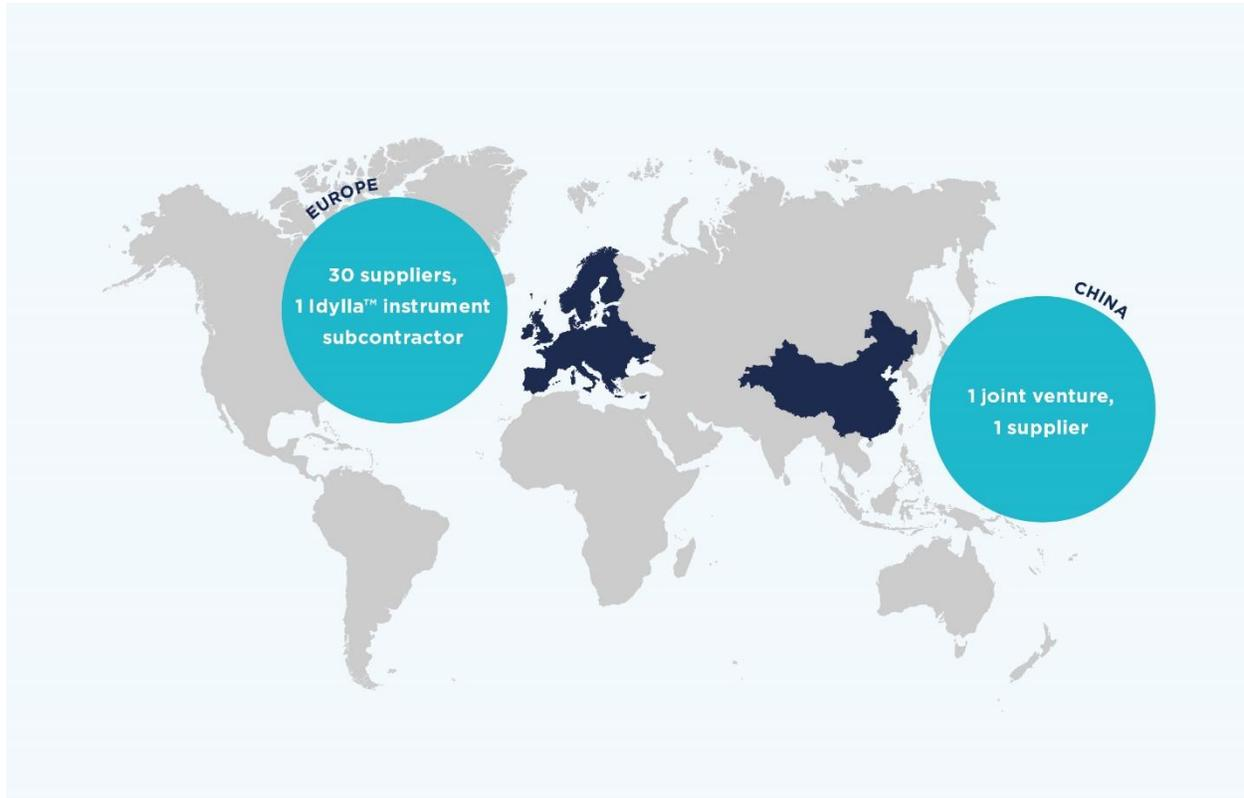 EUROPE
30 suppliers,
1 Idylla™ instrument
subcontractor
CHINA
1 joint venture,
1 supplier